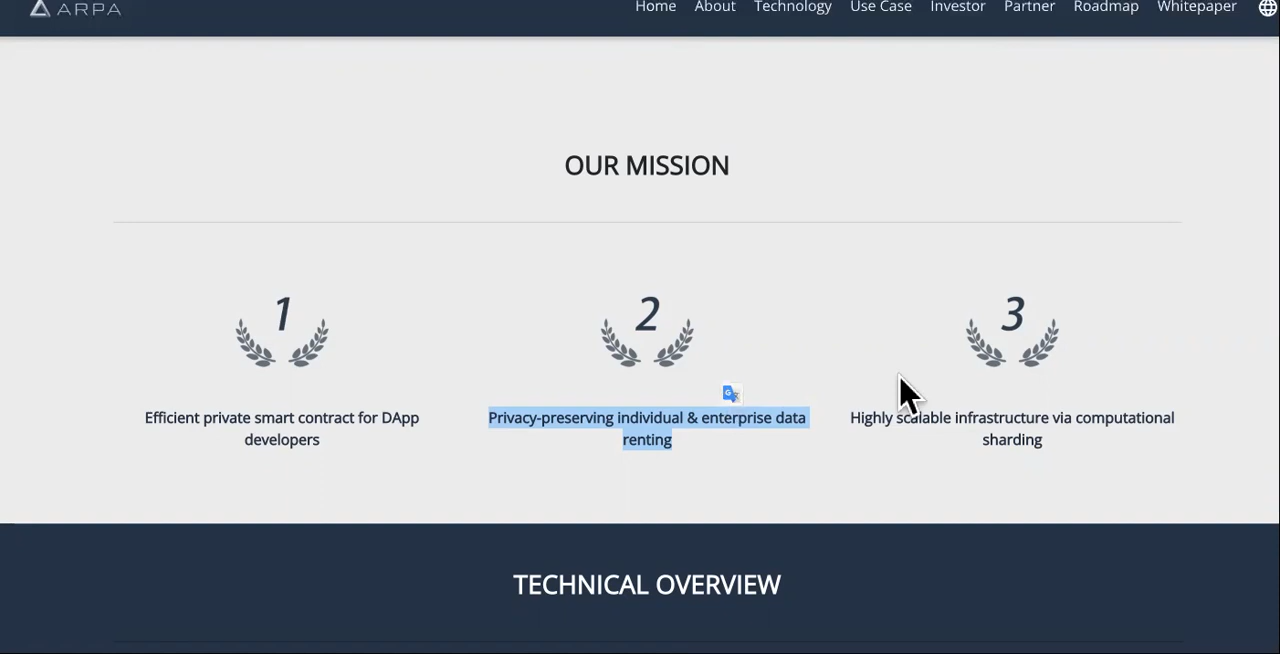 ARPA
Home About Technology Use Case Investor Partner Roadmap Whitepaper
OUR MISSION
1 2 3
Efficient private smart contract for DApp
developers
Privacy-preserving individual & enterprise data
renting
Highly scalable infrastructure via computational
sharding
TECHNICAL OVERVIEW